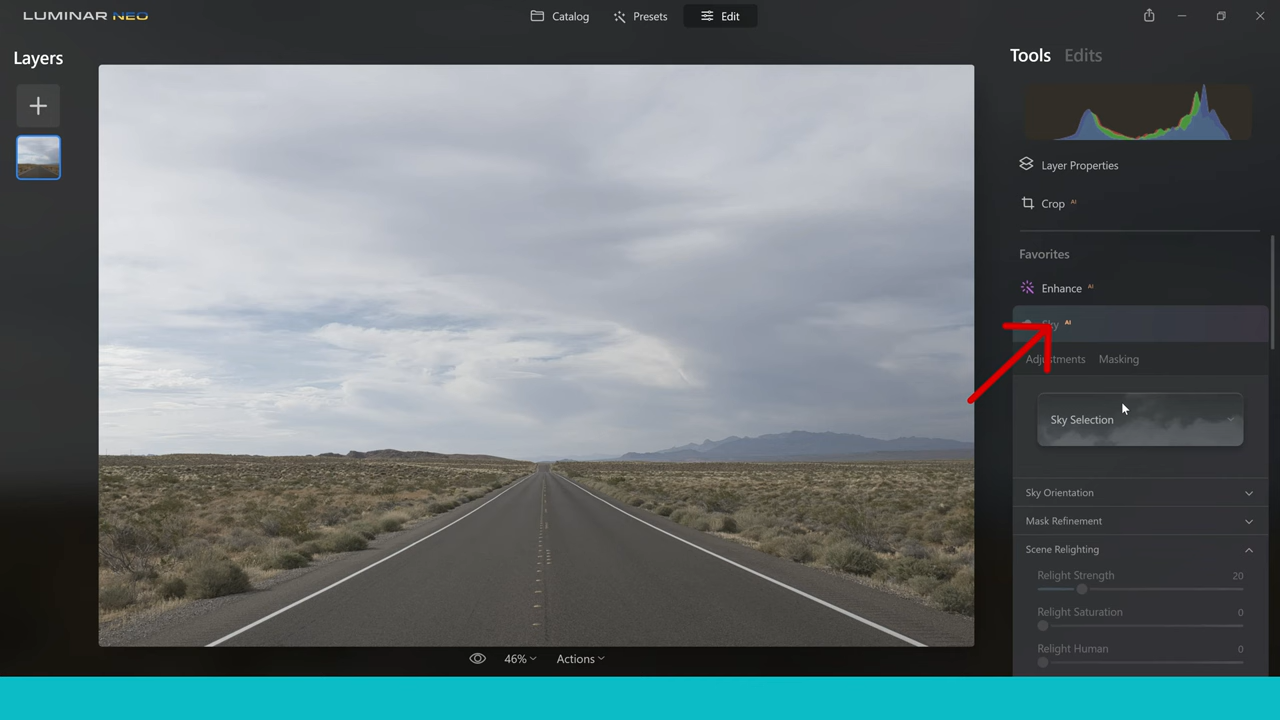 LUMINAR NEO
Catalog
Presets
Edit
Layers
Tools
Edits
Layer Properties
Crop AI
Favorites
Enhance AI
Sky AI
Adjustments
Masking
Sky Selection
Sky Orientation
Mask Refinement
Scene Relighting
Relight Strength 20
Relight Saturation 0
Relight Human 0
46%
Actions